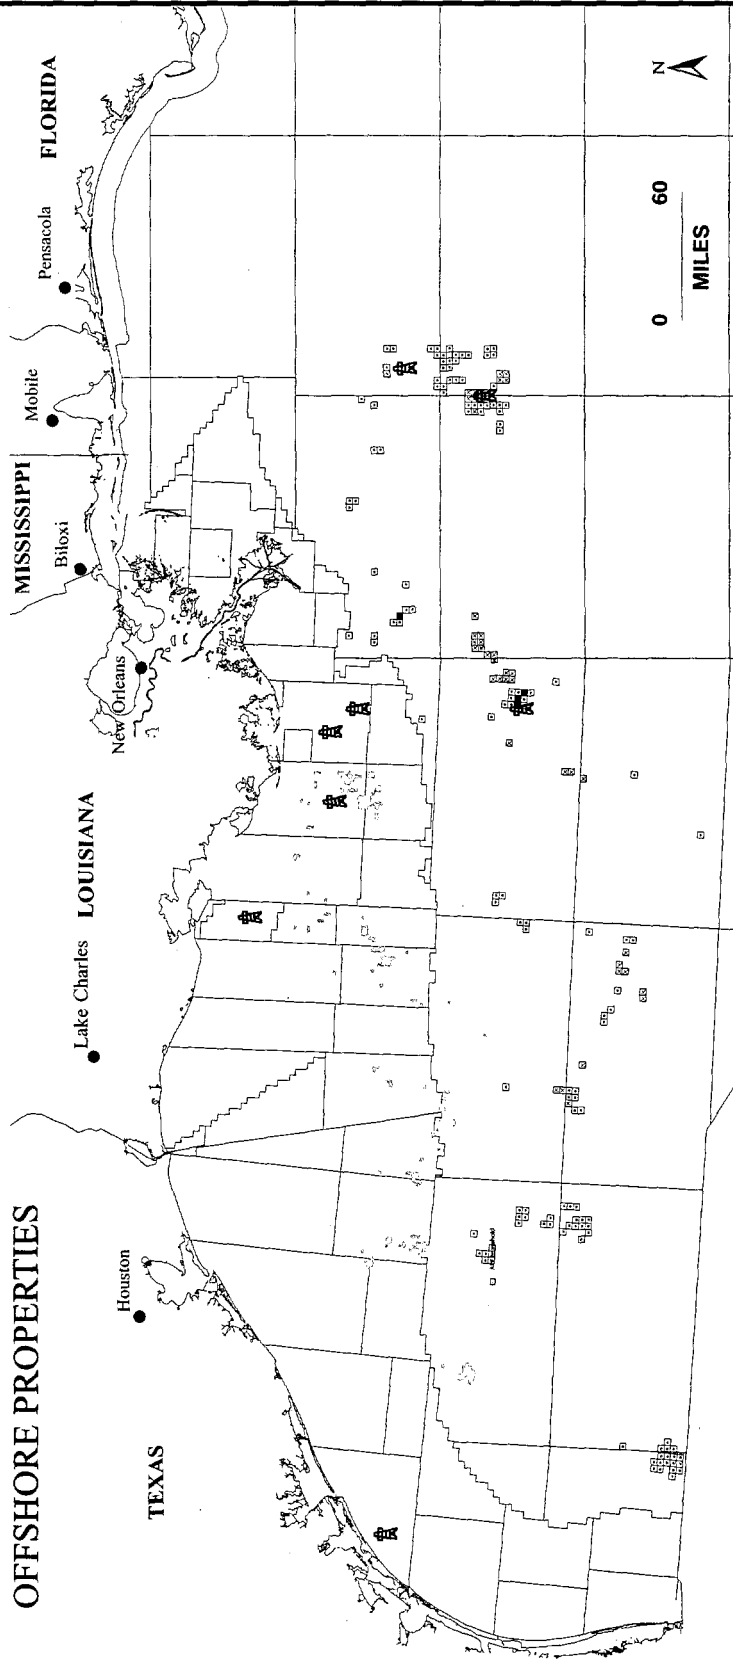 OFFSHORE PROPERTIES
TEXAS
Houston
Lake Charles
LOUISIANA
New Orleans
MISSISSIPPI
Biloxi
Mobile
Pensacola
FLORIDA
N
0 60
MILES